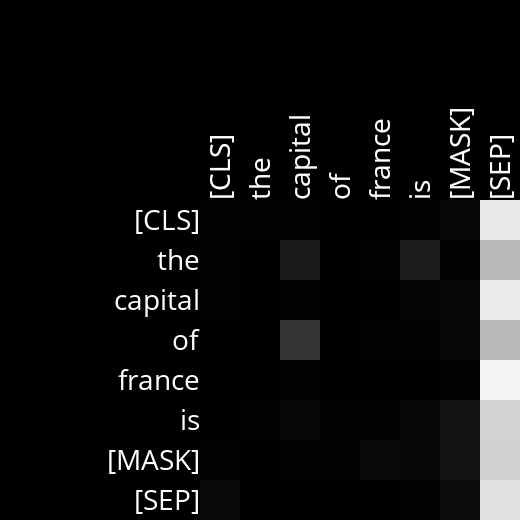 [CLS] the capital of france is [MASK] [SEP]
[CLS]
the
capital
of
france
is
[MASK]
[SEP]